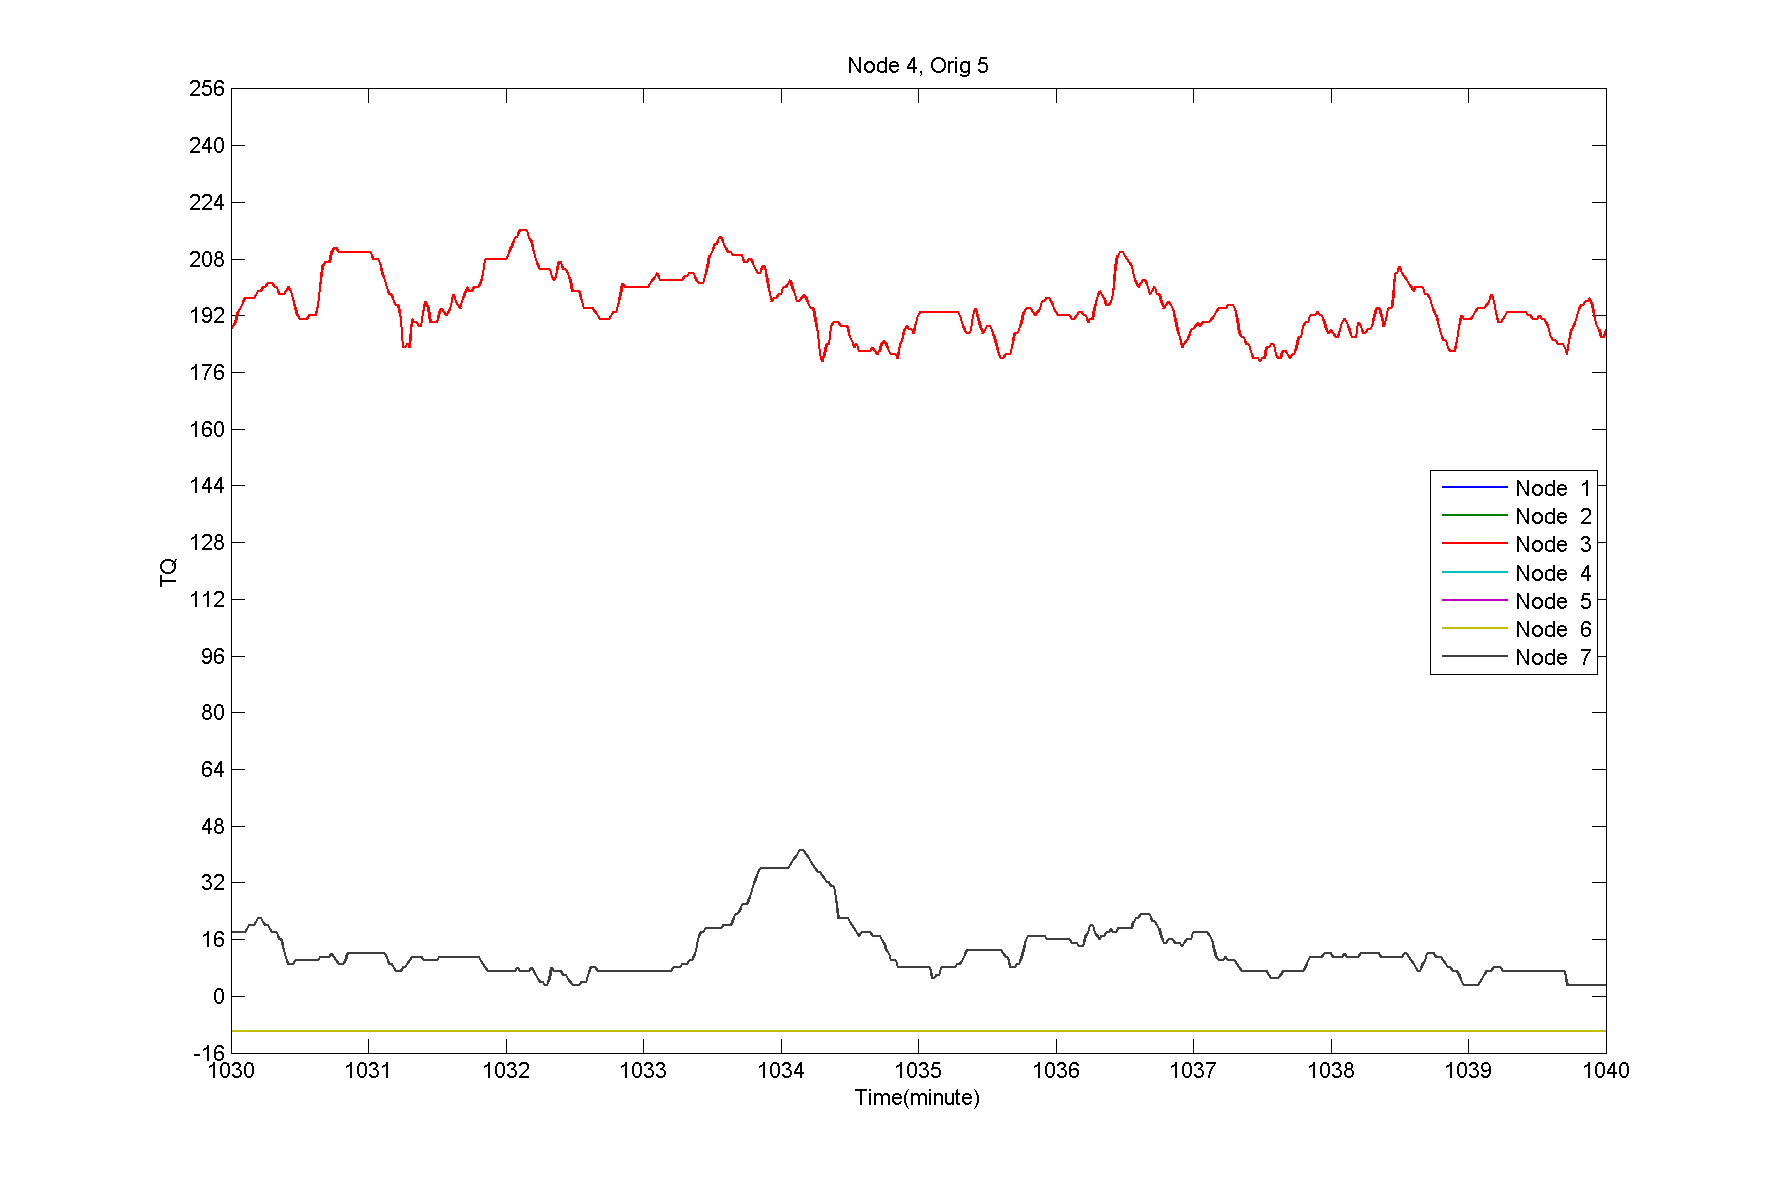 Node 4, Orig 5
256
240
224
208
192
176
160
144
128
112
96
80
64
48
32
16
0
-16
TQ
Node 1
Node 2
Node 3
Node 4
Node 5
Node 6
Node 7
1030 1031 1032 1033 1034 1035 1036 1037 1038 1039 1040
Time(minute)